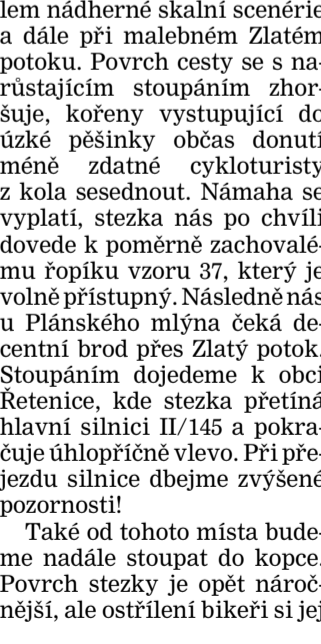 lem nádherné skalní scenérie
a dále při malebném Zlatém
potoku. Povrch cesty se s na-
růstajícím stoupáním zhor-
šuje, kořeny vystupující do
úzké pěšinky občas donutí
méně zdatné cykloturisty
z kola sesednout. Námaha se
vyplatí, stezka nás po chvíli
dovede k poměrně zachovalé-
mu řopíku vzoru 37, který je
volně přístupný. Následně nás
u Plánského mlýna čeká de-
centní brod přes Zlatý potok.
Stoupáním dojedeme k obci
Řetenice, kde stezka přetíná
hlavní silnici II/145 a pokra-
čuje úhlopříčně vlevo. Při pře-
jezdu silnice dbejme zvýšené
pozornosti!
Také od tohoto místa bude-
me nadále stoupat do kopce.
Povrch stezky je opět nároč-
nější, ale ostřílení bikeři si jej